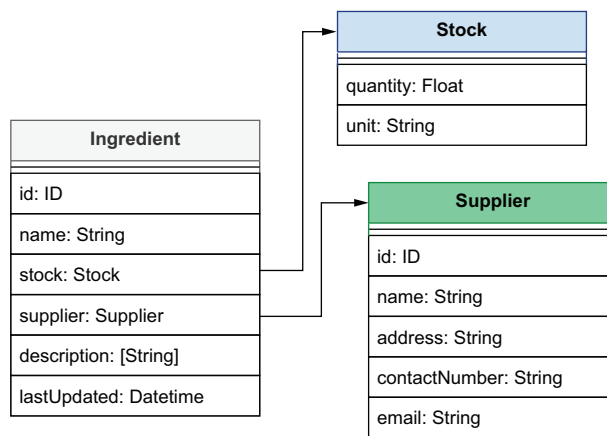 Stock
quantity: Float
unit: String
Ingredient
id: ID
name: String
stock: Stock
supplier: Supplier
description: [String]
lastUpdated: Datetime
Supplier
id: ID
name: String
address: String
contactNumber: String
email: String